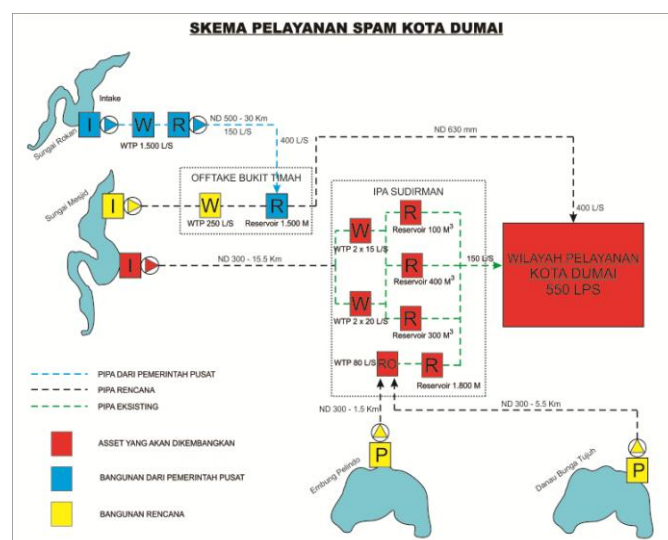 SKEMA PELAYANAN SPAM KOTA DUMAI
Sungai Rokan
Intake
I
W
R
WTP 1.500 L/S
ND 500 - 30 Km
150 L/S
400 L/S
ND 630 mm
400 L/S
OFFTAKE BUKIT TIMAH
Sungai Mesjid
I
W
WTP 250 L/S
R
Reservoir 1.500 M
I
ND 300 - 15.5 Km
IPA SUDIRMAN
W
WTP 2 x 15 L/S
W
WTP 2 x 20 L/S
R
Reservoir 100 M³
R
Reservoir 400 M³
R
Reservoir 300 M³
WTP 80 L/S
RO
R
Reservoir 1.800 M
150 L/S
WILAYAH PELAYANAN
KOTA DUMAI
550 LPS
ND 300 - 1.5 Km
ND 300 - 5.5 Km
P
Embung Pelindo
P
Danau Bunga Tujuh
PIPA DARI PEMERINTAH PUSAT
PIPA RENCANA
PIPA EKSISTING
ASSET YANG AKAN DIKEMBANGKAN
BANGUNAN DARI PEMERINTAH PUSAT
BANGUNAN RENCANA